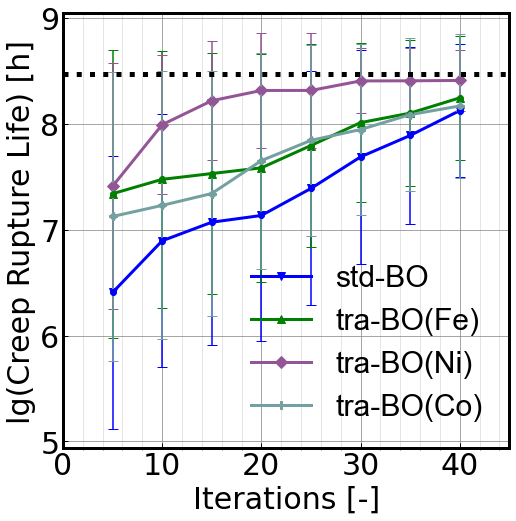 lg(Creep Rupture Life) [h]
9
8
7
6
5
0 10 20 30 40
Iterations [-]
std-BO
tra-BO(Fe)
tra-BO(Ni)
tra-BO(Co)